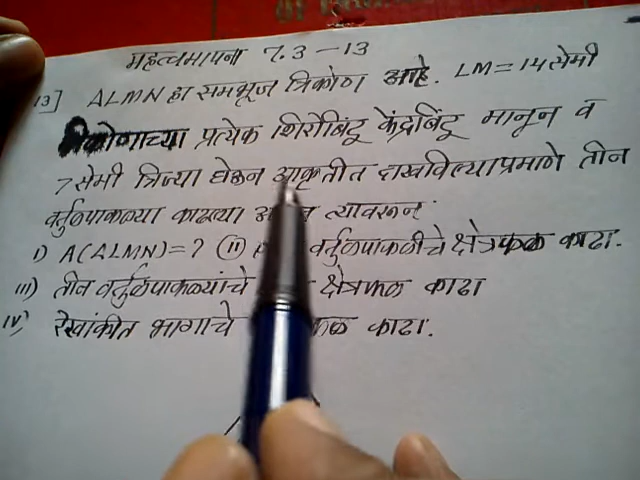 महत्वमापना 7.3 - 13
13] ΔLMN हा समभूज त्रिकोण आहे. LM = 14 सेमी
त्रिकोणाच्या प्रत्येक शिरोबिंदू केंद्रबिंदू मानून व
7 सेमी त्रिज्या घेऊन आकृतीत दाखविल्याप्रमाणे तीन
वर्तुळपाकळ्या काढल्या त्यावरून
i) A(ΔLMN) = ? (ii) वर्तुळपाकळीचे क्षेत्रफळ काढा.
iii) तीन वर्तुळपाकळ्यांचे क्षेत्रफळ काढा
iv) रेखांकीत भागाचे काढा.